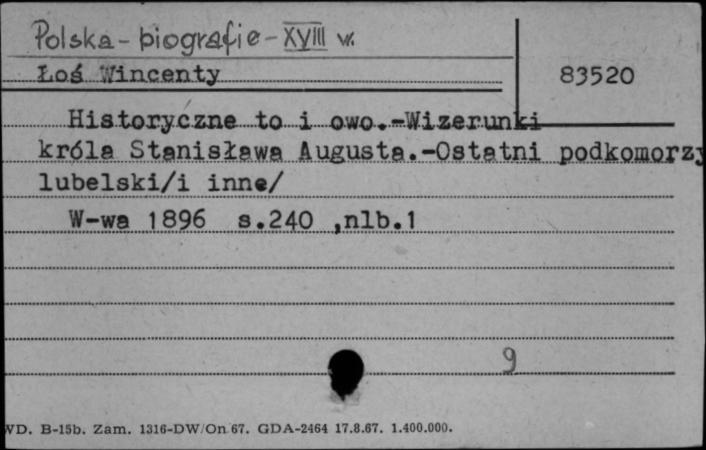 Polska - biografie - XVIII w.
Łoś Wincenty
83520
Historyczne to i owo.-Wizerunki
króla Stanisława Augusta.-Ostatni podkomorzy
lubelski/i inne/
W-wa 1896 s.240 ,nlb.1
9
WD. B-15b. Zam. 1316-DW/On 67. GDA-2464 17.8.67. 1.400.000.